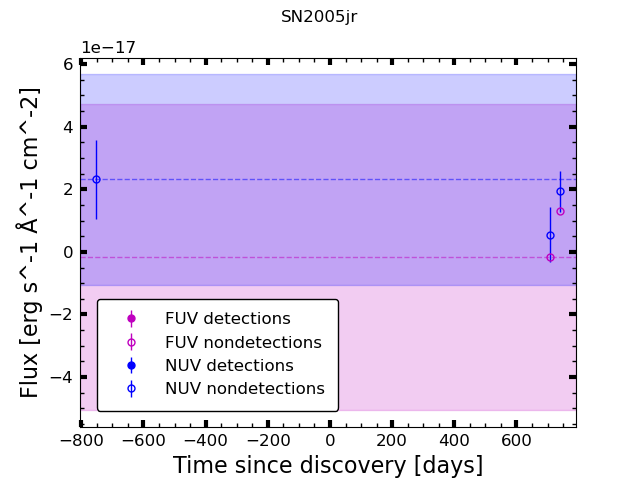 SN2005jr
1e−17
6
4
2
0
−2
−4
Flux [erg s^-1 Å^-1 cm^-2]
FUV detections
FUV nondetections
NUV detections
NUV nondetections
−800 −600 −400 −200 0 200 400 600
Time since discovery [days]